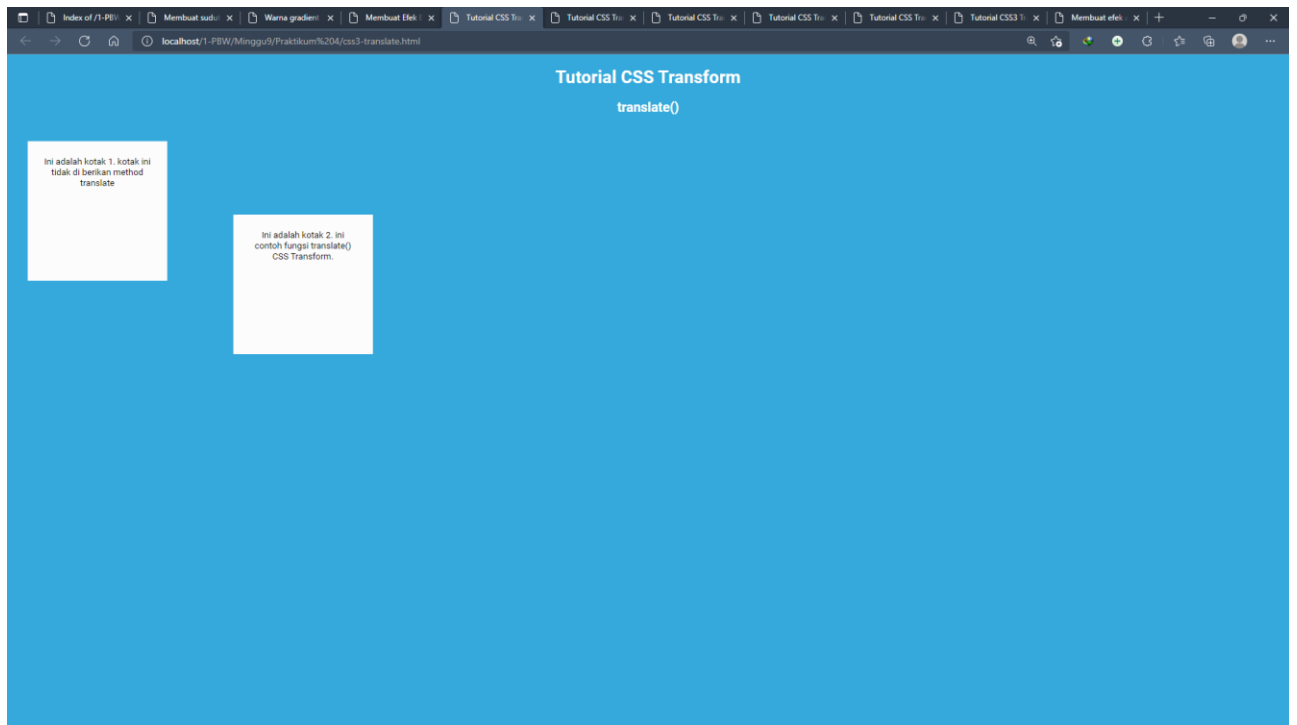 Index of /1-PBW
Membuat sudut
Warna gradient
Membuat Efek
Tutorial CSS Tra
Tutorial CSS Tra
Tutorial CSS Tra
Tutorial CSS Tra
Tutorial CSS Tra
Tutorial CSS3 Tr
Membuat efek
localhost/1-PBW/Minggu9/Praktikum%204/css3-translate.html
Tutorial CSS Transform
translate()
Ini adalah kotak 1. kotak ini
tidak di berikan method
translate
Ini adalah kotak 2. ini
contoh fungsi translate()
CSS Transform.